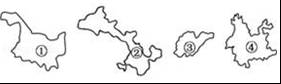 ① ② ③ ④